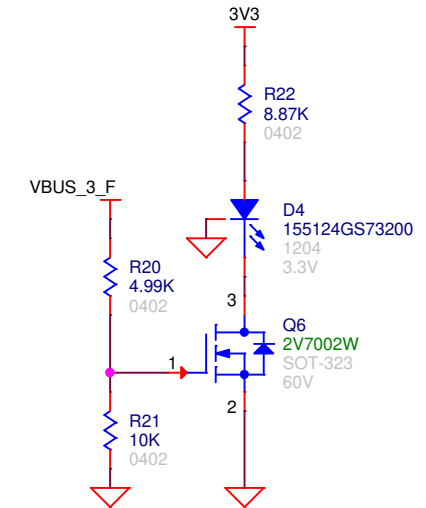 3V3
R22
8.87K
0402
VBUS_3_F
D4
155124GS73200
1204
3.3V
R20
4.99K
0402
3
Q6
2V7002W
SOT-323
60V
1
2
R21
10K
0402